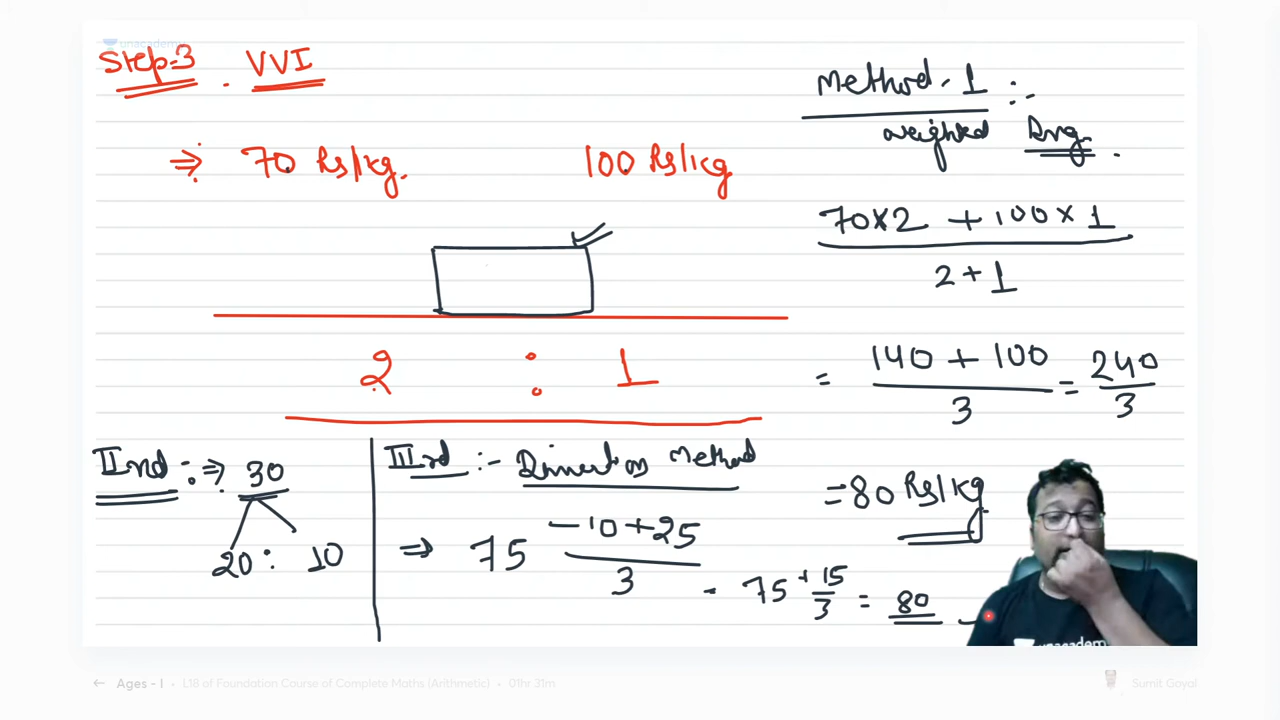 unacademy
Step-3 . VVI
⇒ 70 Rs/kg. 100 Rs/kg
2 : 1
Method - 1 :-
Weighted Avg.
70×2 + 100×1
2 + 1
= 140 + 100 = 240
3 3
= 80 Rs/kg
IInd :- ⇒ 30
20 : 10
IIIrd :- Method
⇒ 75 -10+25
3
- 75 + 15 = 80
3
unacademy
← Ages - I • L18 of Foundation Course of Complete Maths (Arithmetic) • 01hr 31m
Sumit Goyal